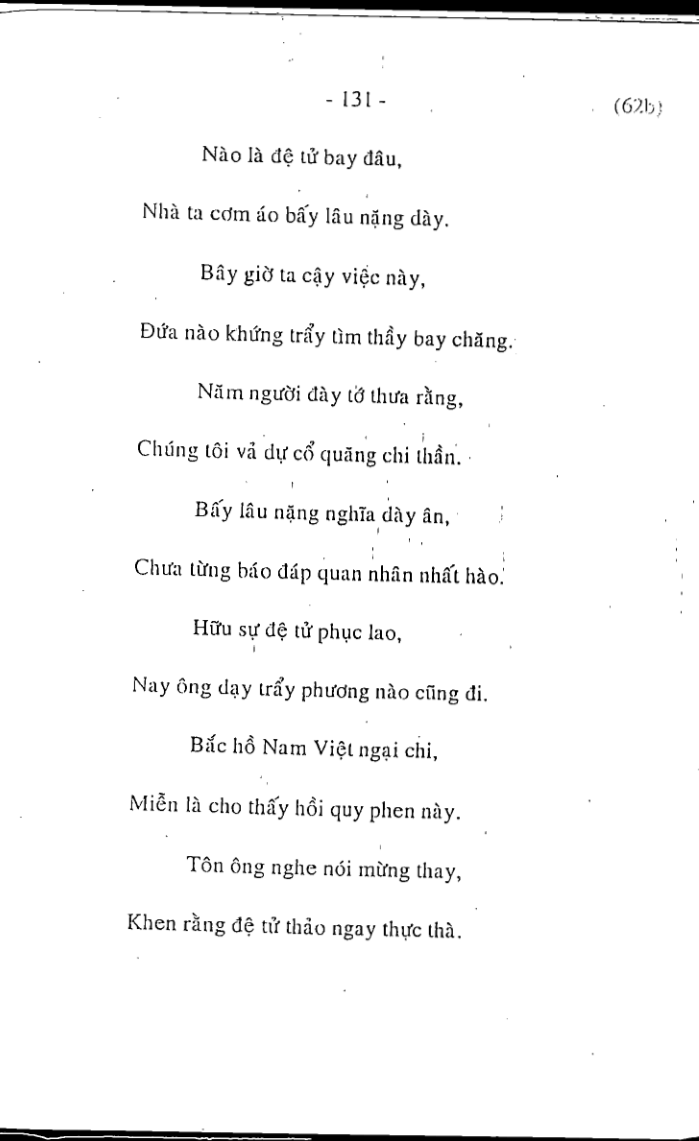 - 131 -
(62b)
Nào là đệ tử bay đâu,
Nhà ta cơm áo bấy lâu nặng dày.
Bây giờ ta cậy việc này,
Đứa nào khứng trẩy tìm thầy bay chăng.
Năm người đày tớ thưa rằng,
Chúng tôi vả dự cổ quăng chi thần.
Bấy lâu nặng nghĩa dày ân,
Chưa từng báo đáp quan nhân nhất hào.
Hữu sự đệ tử phục lao,
Nay ông dạy trẩy phương nào cũng đi.
Bắc hồ Nam Việt ngại chi,
Miễn là cho thấy hồi quy phen này.
Tôn ông nghe nói mừng thay,
Khen rằng đệ tử thảo ngay thực thà.